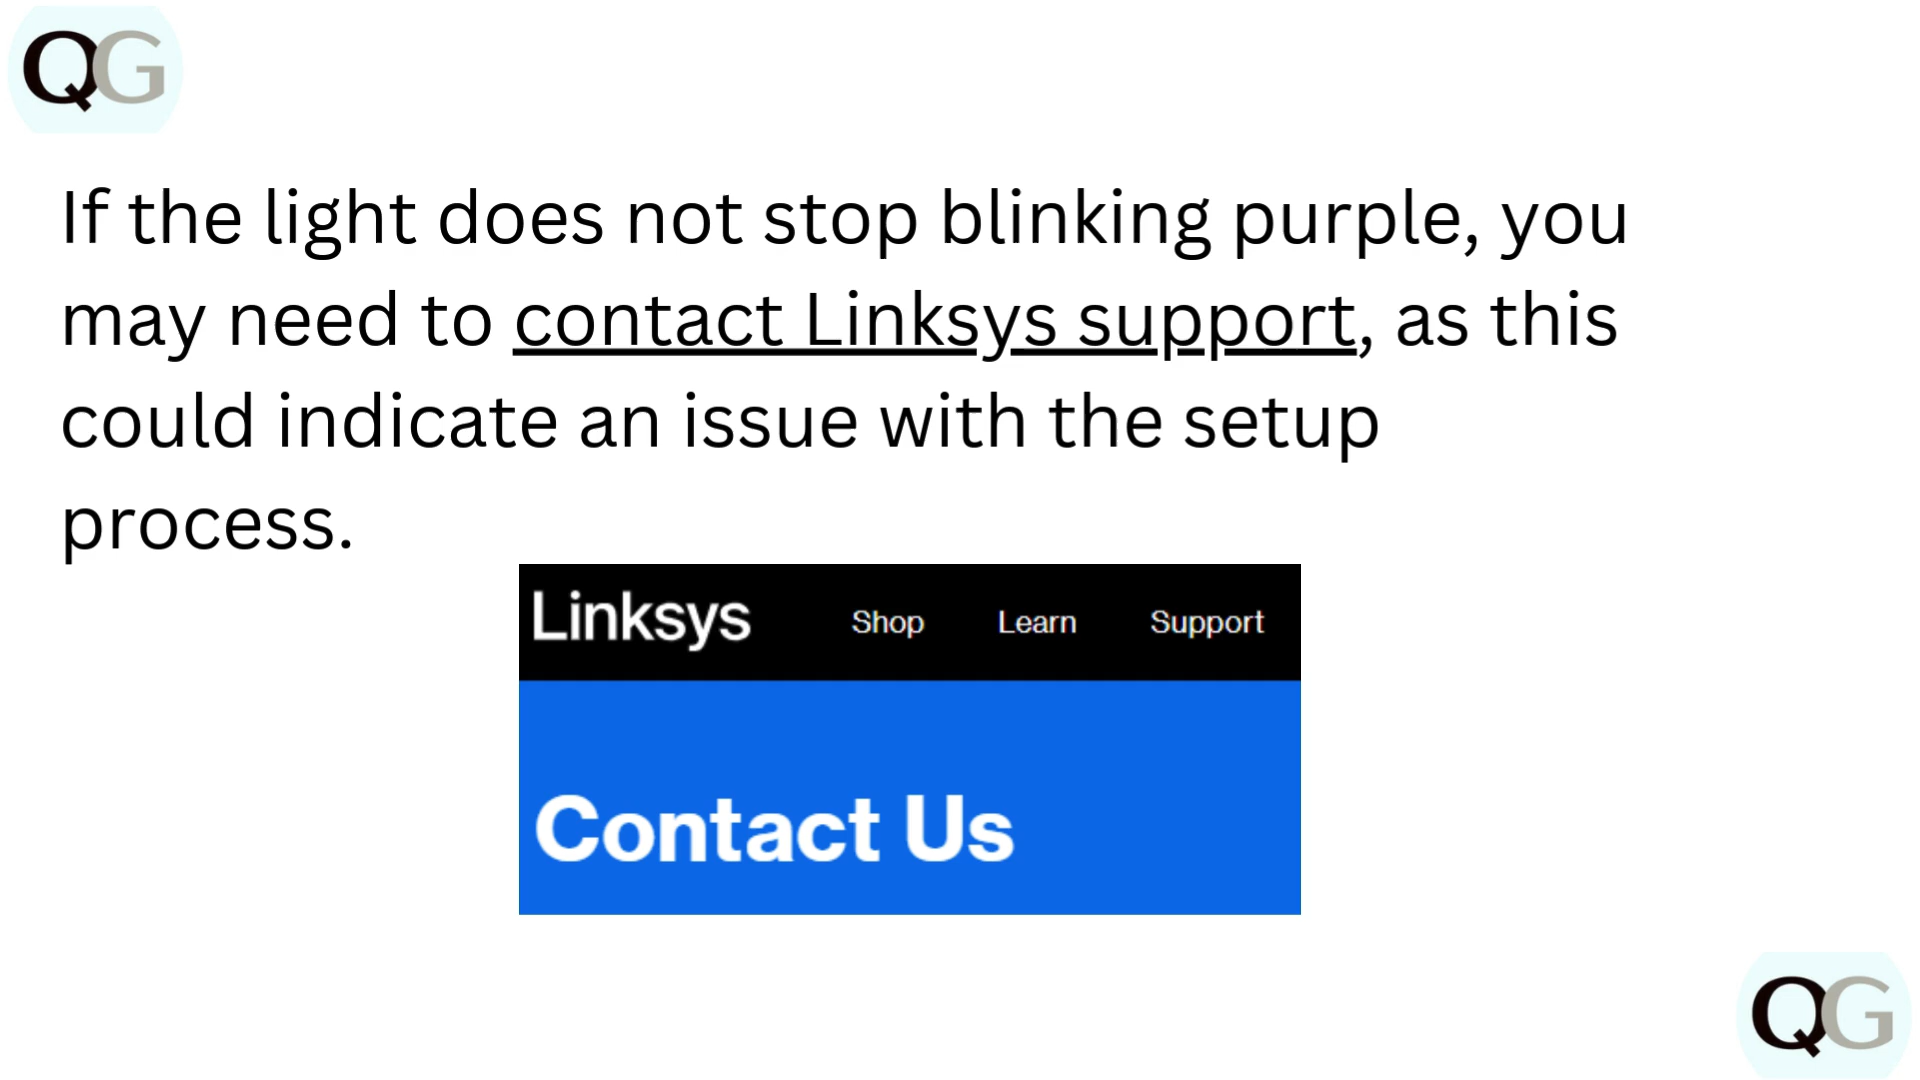 QG
If the light does not stop blinking purple, you
may need to contact Linksys support, as this
could indicate an issue with the setup
process.
Linksys Shop Learn Support
Contact Us
QG